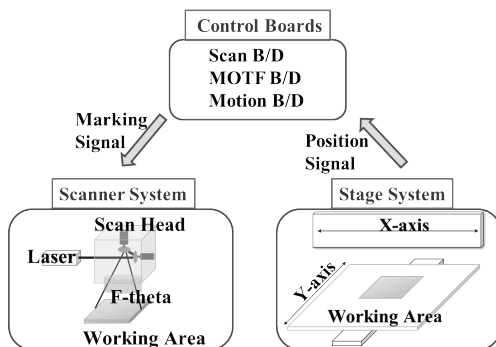 Control Boards
Scan B/D
MOTF B/D
Motion B/D
Marking
Signal
Position
Signal
Scanner System
Scan Head
Laser
F-theta
Working Area
Stage System
X-axis
Y-axis
Working Area